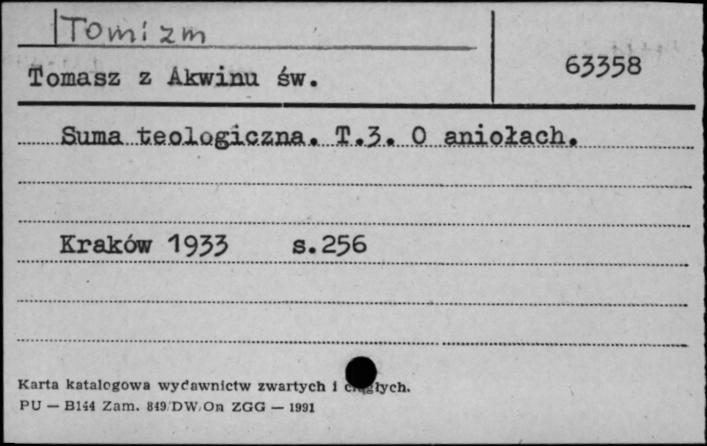 Tomizm
Tomasz z Akwinu św.
63358
Suma teologiczna. T.3. O aniołach.
Kraków 1933 s.256
Karta katalogowa wydawnictw zwartych i ciągłych.
PU — B144 Zam. 849/DW/On ZGG — 1991